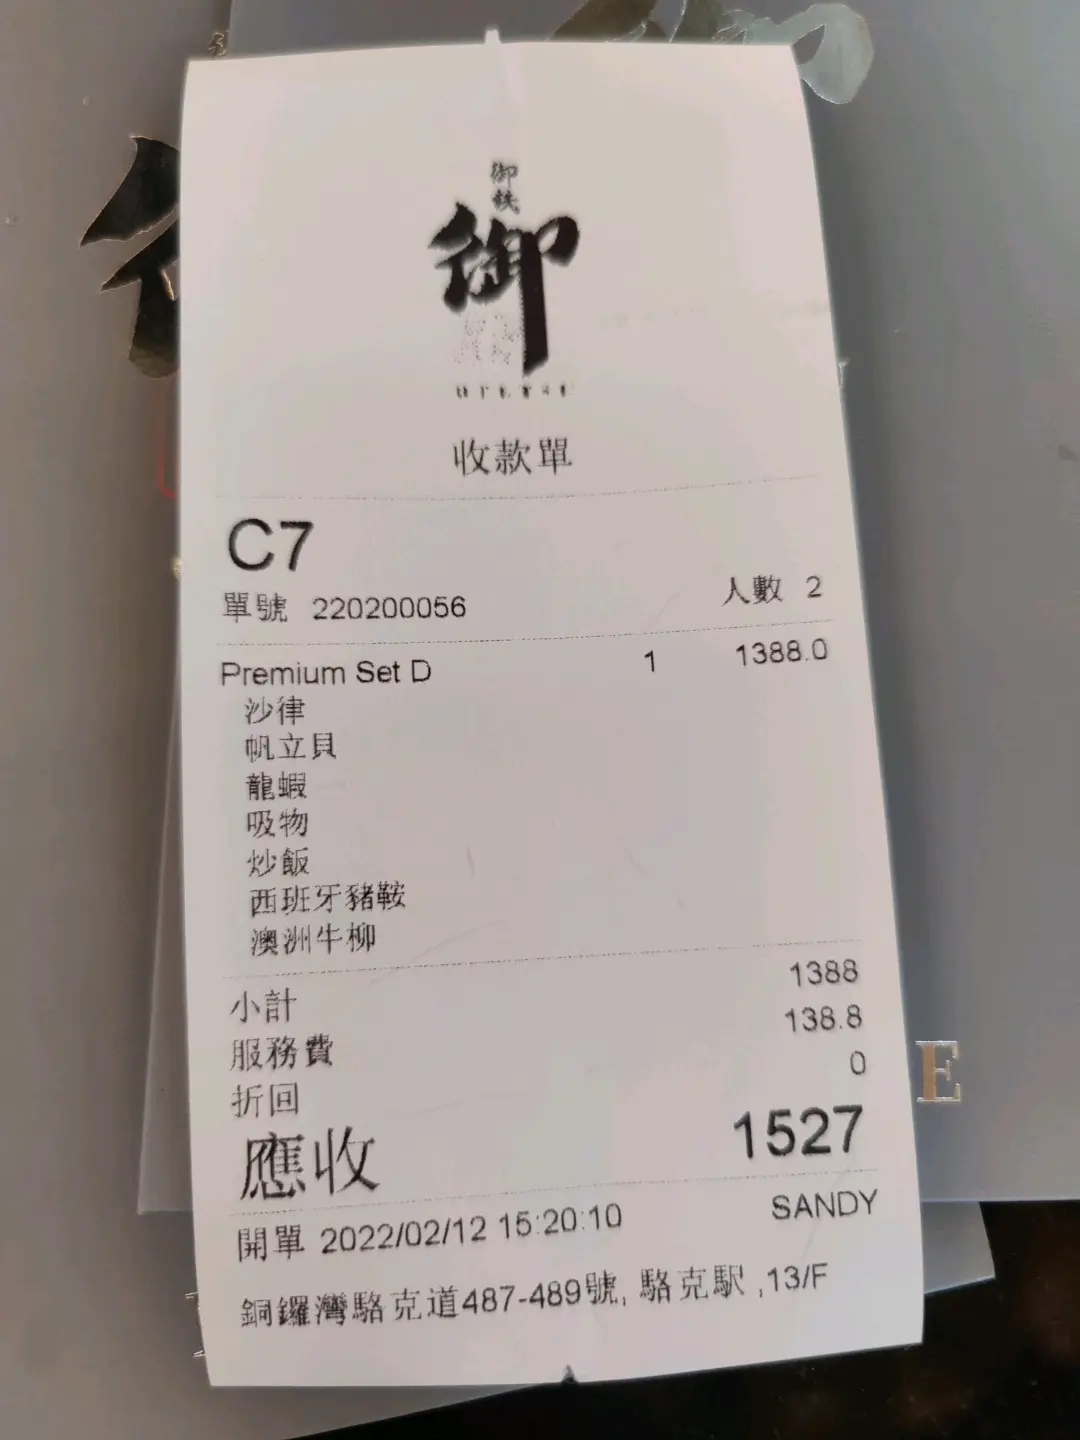 御
鉄
御
收款單
C7
單號 220200056 人數 2
Premium Set D 1 1388.0
沙律
帆立貝
龍蝦
吸物
炒飯
西班牙豬鞍
澳洲牛柳
小計 1388
服務費 138.8
折回 0
應收 1527
開單 2022/02/12 15:20:10 SANDY
銅鑼灣駱克道487-489號, 駱克駅 ,13/F
E